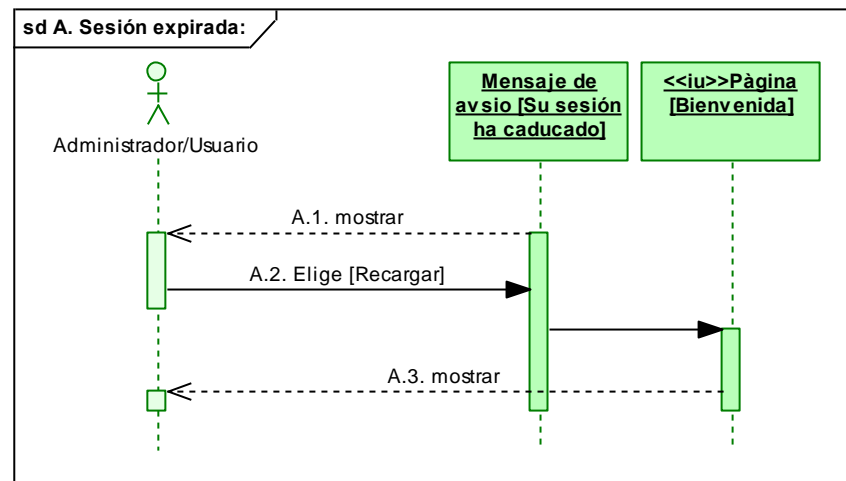 sd A. Sesión expirada:
Administrador/Usuario
Mensaje de
avsio [Su sesión
ha caducado]
<<iu>>Pàgina
[Bienvenida]
A.1. mostrar
A.2. Elige [Recargar]
A.3. mostrar